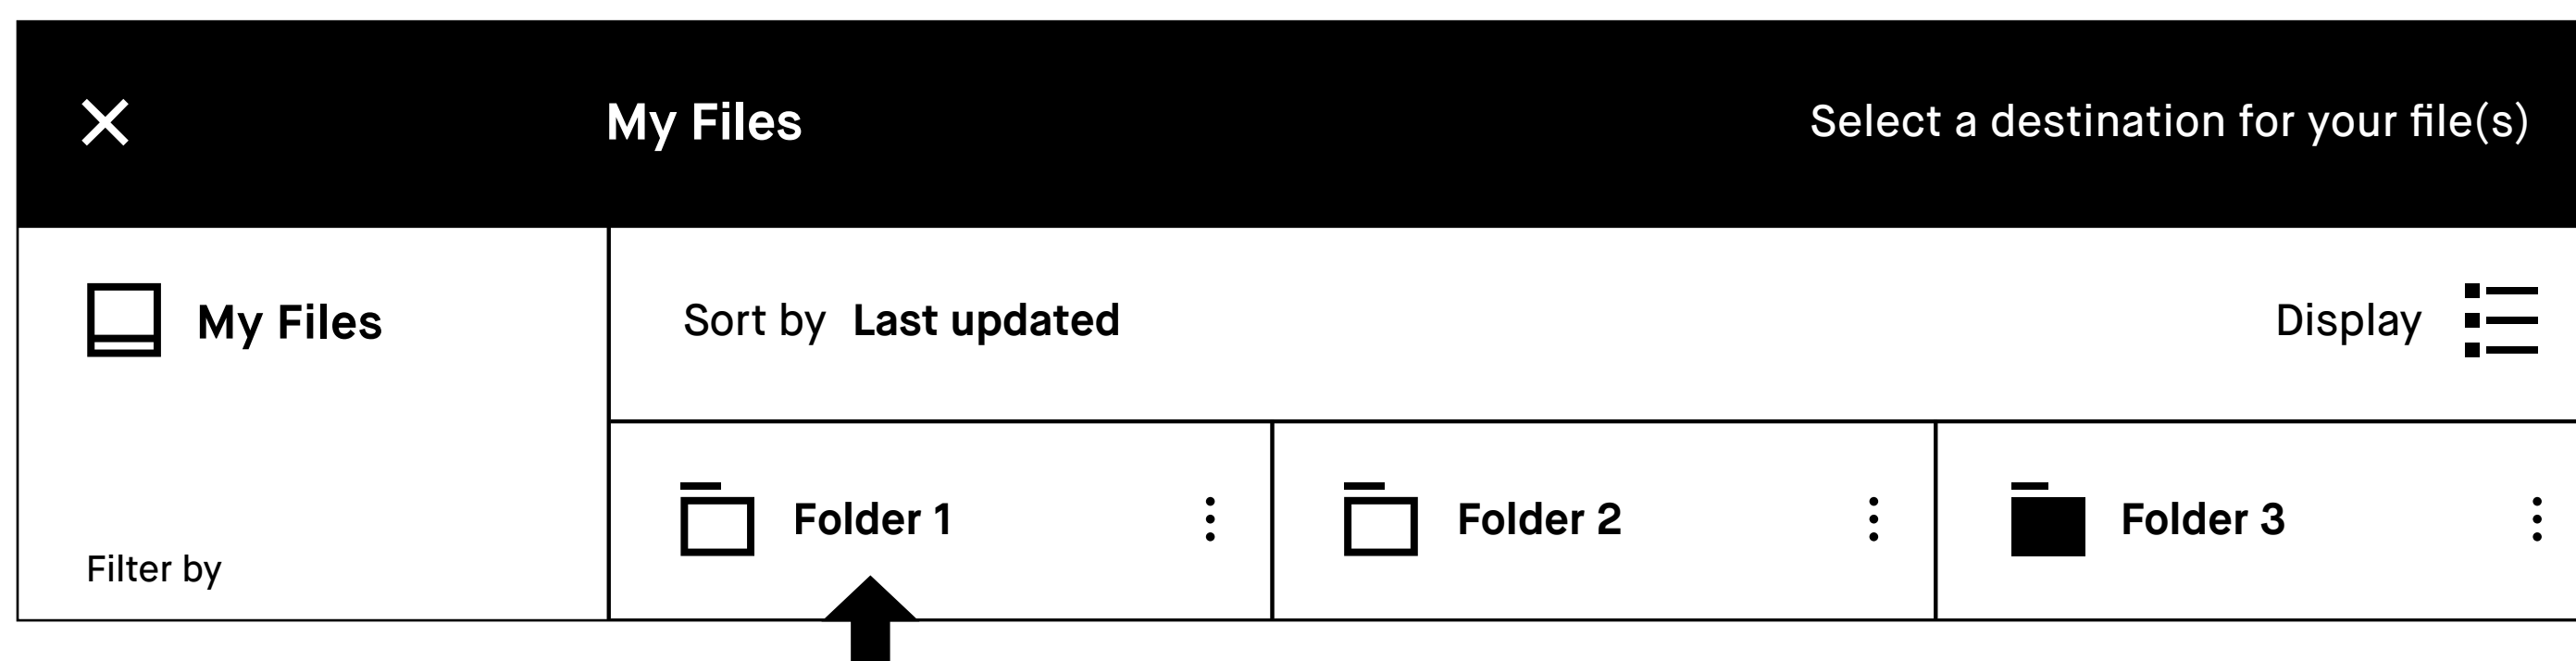 My Files
Select a destination for your file(s)
My Files
Sort by Last updated
Display
Folder 1
Folder 2
Folder 3
Filter by